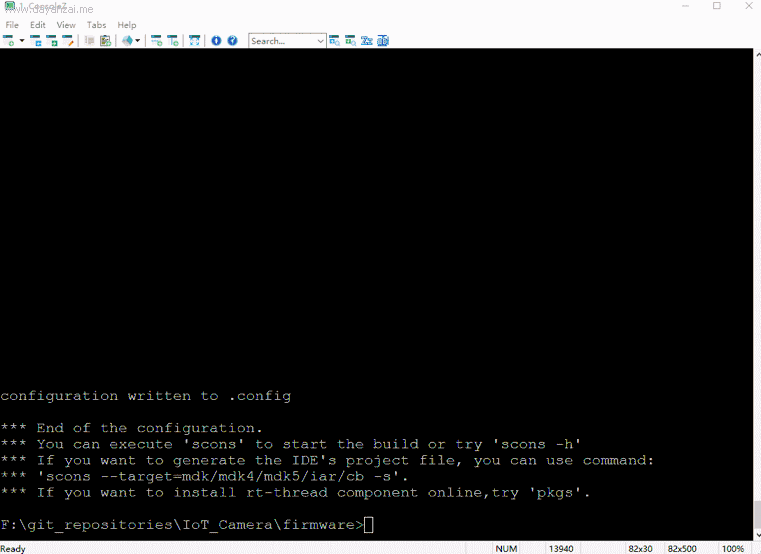 www.dayanzai.me
1. ConsoleZ
File Edit View Tabs Help
Search...
configuration written to .config
*** End of the configuration.
*** You can execute 'scons' to start the build or try 'scons -h'
*** If you want to generate the IDE's project file, you can use command:
*** 'scons --target=mdk/mdk4/mdk5/iar/cb -s'.
*** If you want to install rt-thread component online,try 'pkgs'.
F:\git_repositories\IoT_Camera\firmware>
Ready NUM 13940 82x30 82x500 100%